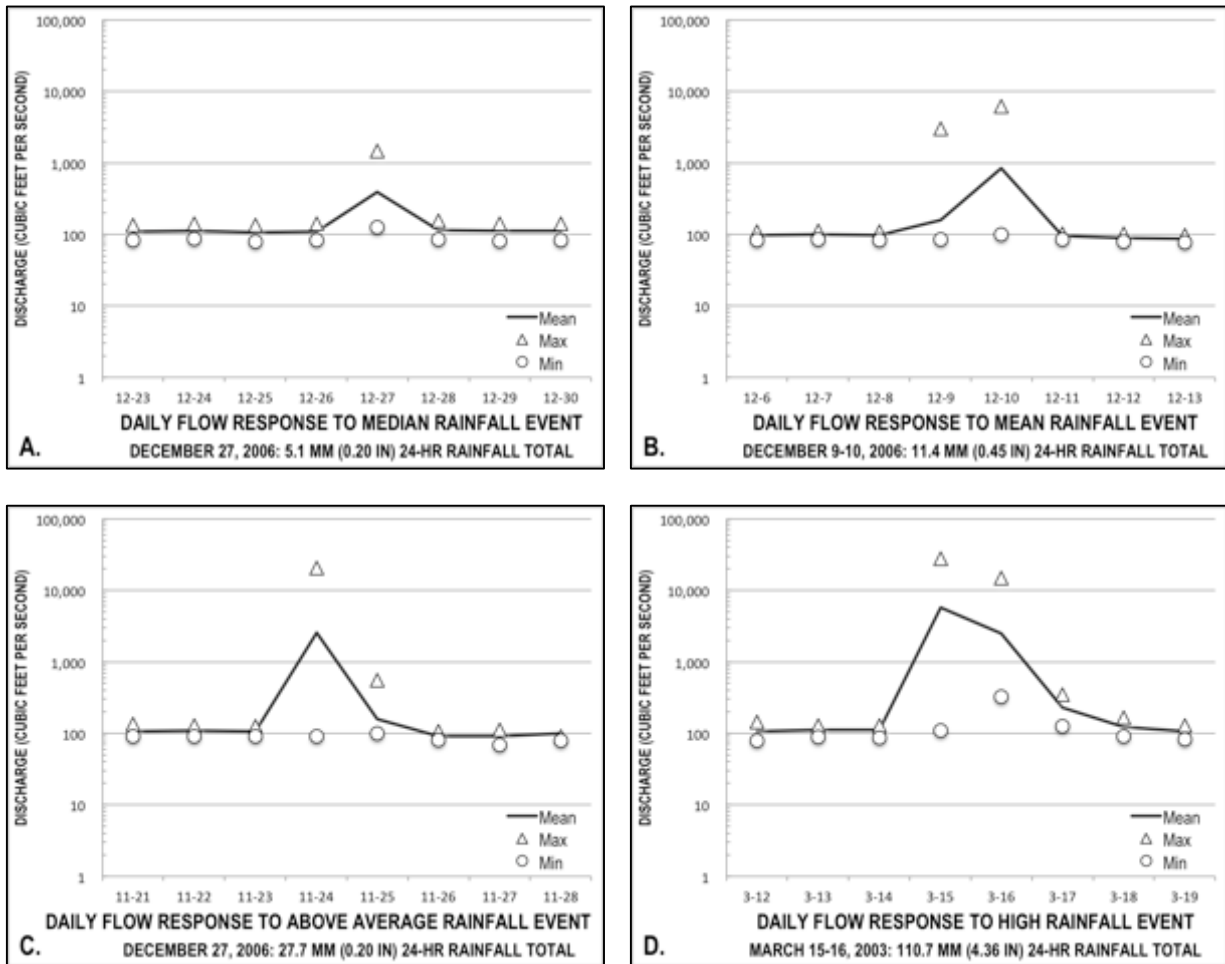 100,000
10,000
1,000
100
10
1
DISCHARGE (CUBIC FEET PER SECOND)
Mean
Max
Min
12-23 12-24 12-25 12-26 12-27 12-28 12-29 12-30
DAILY FLOW RESPONSE TO MEDIAN RAINFALL EVENT
A. DECEMBER 27, 2006: 5.1 MM (0.20 IN) 24-HR RAINFALL TOTAL
100,000
10,000
1,000
100
10
1
DISCHARGE (CUBIC FEET PER SECOND)
Mean
Max
Min
12-6 12-7 12-8 12-9 12-10 12-11 12-12 12-13
DAILY FLOW RESPONSE TO MEAN RAINFALL EVENT
B. DECEMBER 9-10, 2006: 11.4 MM (0.45 IN) 24-HR RAINFALL TOTAL
100,000
10,000
1,000
100
10
1
DISCHARGE (CUBIC FEET PER SECOND)
Mean
Max
Min
11-21 11-22 11-23 11-24 11-25 11-26 11-27 11-28
DAILY FLOW RESPONSE TO ABOVE AVERAGE RAINFALL EVENT
C. DECEMBER 27, 2006: 27.7 MM (0.20 IN) 24-HR RAINFALL TOTAL
100,000
10,000
1,000
100
10
1
DISCHARGE (CUBIC FEET PER SECOND)
Mean
Max
Min
3-12 3-13 3-14 3-15 3-16 3-17 3-18 3-19
DAILY FLOW RESPONSE TO HIGH RAINFALL EVENT
D. MARCH 15-16, 2003: 110.7 MM (4.36 IN) 24-HR RAINFALL TOTAL